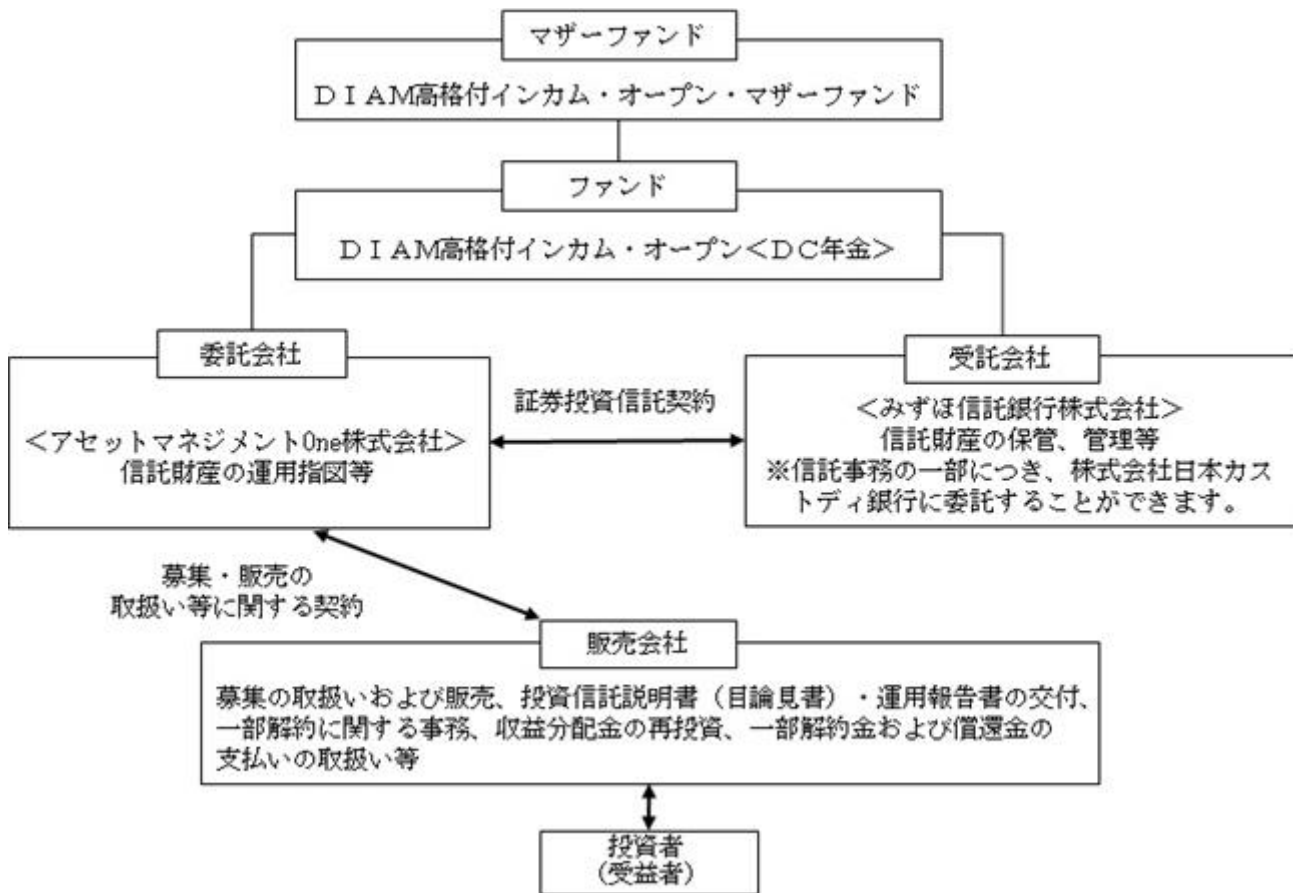 マザーファンド
ＤＩＡＭ高格付インカム・オープン・マザーファンド
ファンド
ＤＩＡＭ高格付インカム・オープン＜ＤＣ年金＞
委託会社
＜アセットマネジメントOne株式会社＞
信託財産の運用指図等
証券投資信託契約
受託会社
＜みずほ信託銀行株式会社＞
信託財産の保管、管理等
※信託事務の一部につき、株式会社日本カス
トディ銀行に委託することができます。
募集・販売の
取扱い等に関する契約
販売会社
募集の取扱いおよび販売、投資信託説明書（目論見書）・運用報告書の交付、
一部解約に関する事務、収益分配金の再投資、一部解約金および償還金の
支払いの取扱い等
投資者
（受益者）